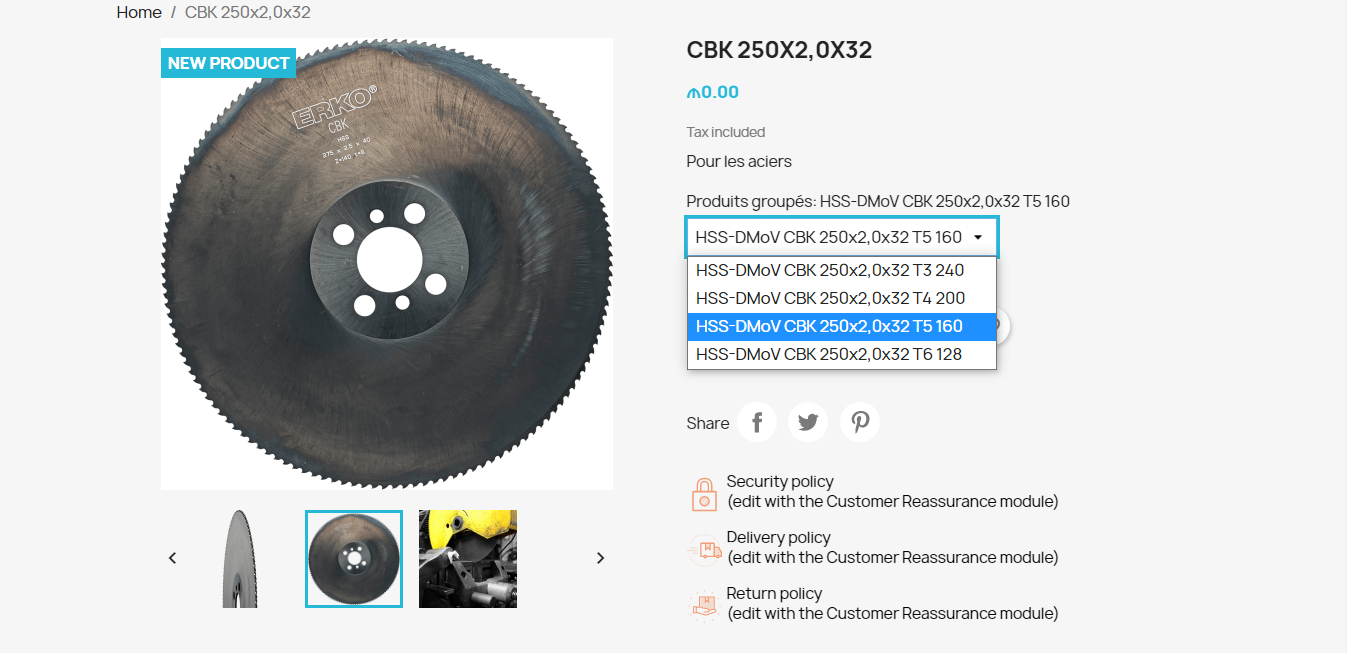 Home / CBK 250x2,0x32
NEW PRODUCT
ERKO®
CBK
HSS
275 x 2.5 x 40
Z=140 t=6
CBK 250X2,0X32
₼0.00
Tax included
Pour les aciers
Produits groupés: HSS-DMoV CBK 250x2,0x32 T5 160
HSS-DMoV CBK 250x2,0x32 T5 160
HSS-DMoV CBK 250x2,0x32 T3 240
HSS-DMoV CBK 250x2,0x32 T4 200
HSS-DMoV CBK 250x2,0x32 T5 160
HSS-DMoV CBK 250x2,0x32 T6 128
Share
Security policy
(edit with the Customer Reassurance module)
Delivery policy
(edit with the Customer Reassurance module)
Return policy
(edit with the Customer Reassurance module)